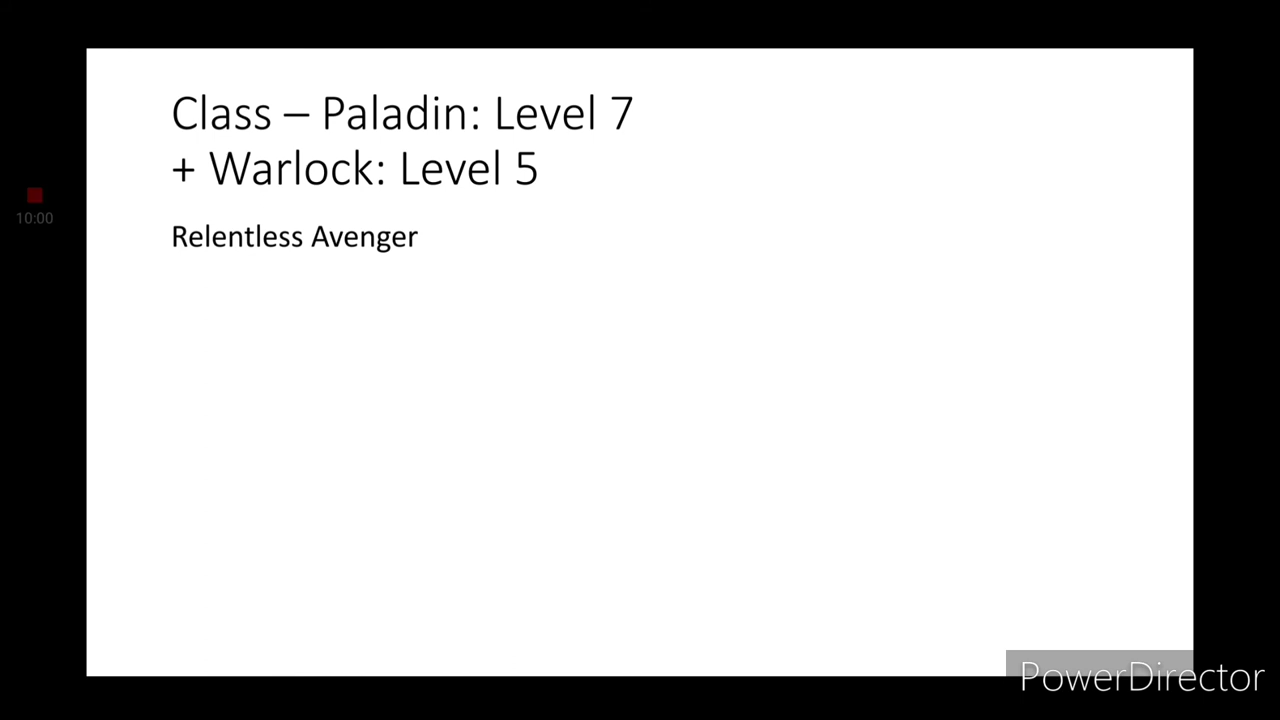 Class – Paladin: Level 7
+ Warlock: Level 5
Relentless Avenger
10:00
PowerDirector